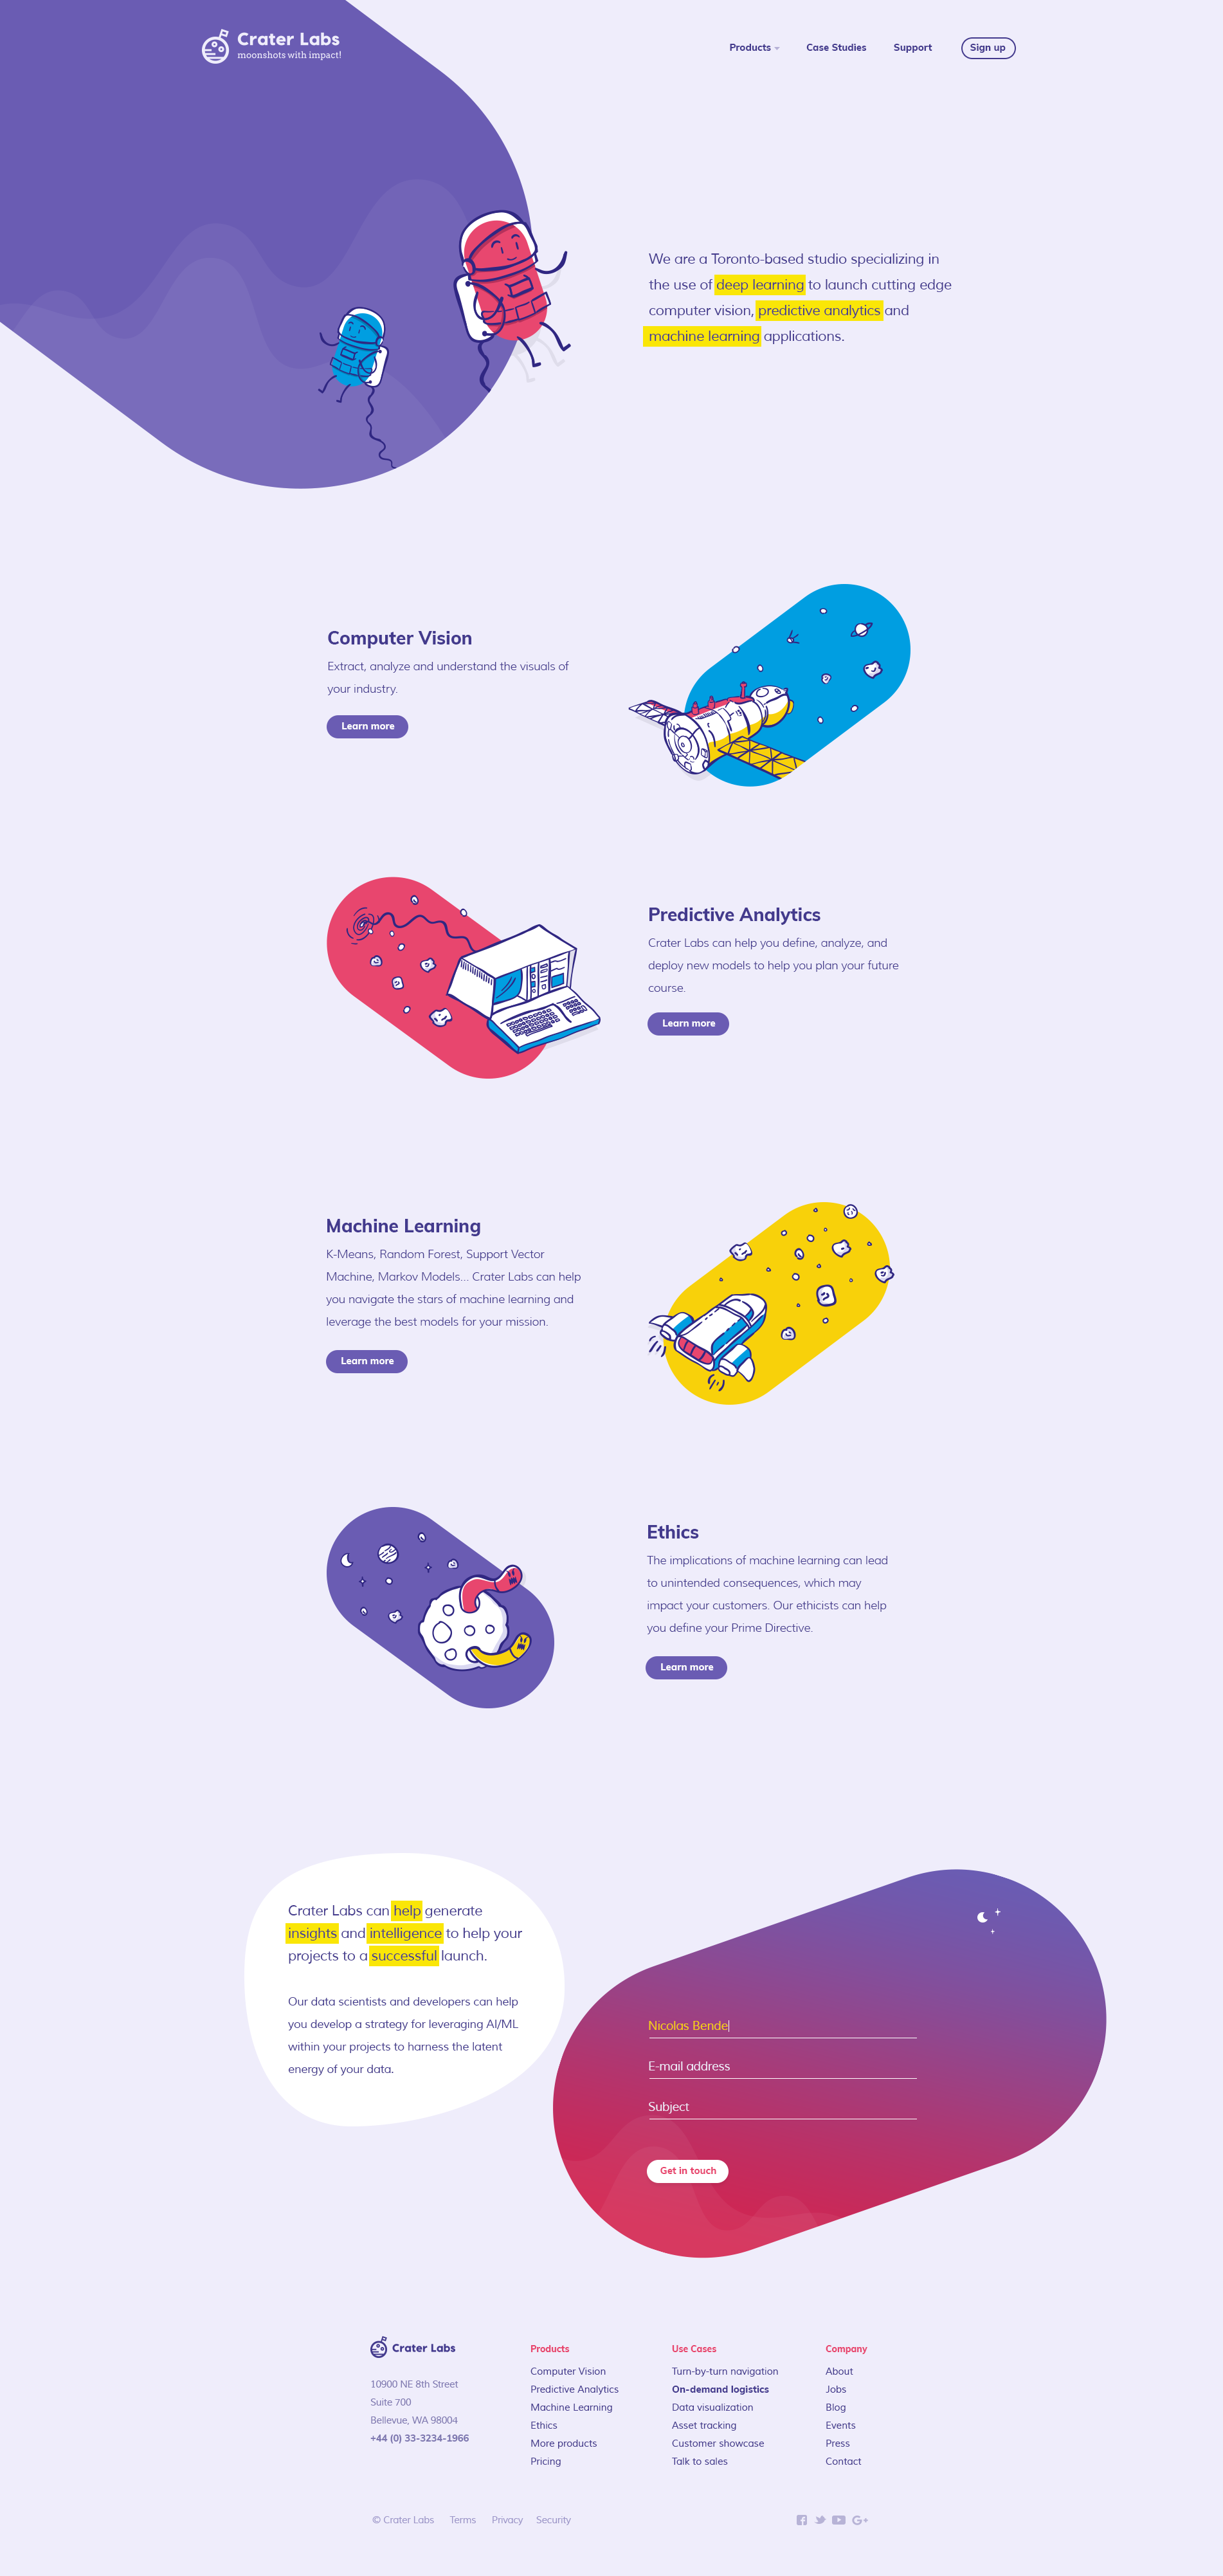 Crater Labs
moonshots with impact!
Products
Case Studies
Support
Sign up
We are a Toronto-based studio specializing in
the use of deep learning to launch cutting edge
computer vision, predictive analytics and
machine learning applications.
Computer Vision
Extract, analyze and understand the visuals of
your industry.
Learn more
Predictive Analytics
Crater Labs can help you define, analyze, and
deploy new models to help you plan your future
course.
Learn more
Machine Learning
K-Means, Random Forest, Support Vector
Machine, Markov Models... Crater Labs can help
you navigate the stars of machine learning and
leverage the best models for your mission.
Learn more
Ethics
The implications of machine learning can lead
to unintended consequences, which may
impact your customers. Our ethicists can help
you define your Prime Directive.
Learn more
Crater Labs can help generate
insights and intelligence to help your
projects to a successful launch.
Our data scientists and developers can help
you develop a strategy for leveraging AI/ML
within your projects to harness the latent
energy of your data.
Nicolas Bende
E-mail address
Subject
Get in touch
Crater Labs
10900 NE 8th Street
Suite 700
Bellevue, WA 98004
+44 (0) 33-3234-1966
Products
Computer Vision
Predictive Analytics
Machine Learning
Ethics
More products
Pricing
Use Cases
Turn-by-turn navigation
On-demand logistics
Data visualization
Asset tracking
Customer showcase
Talk to sales
Company
About
Jobs
Blog
Events
Press
Contact
© Crater Labs
Terms
Privacy
Security
G+